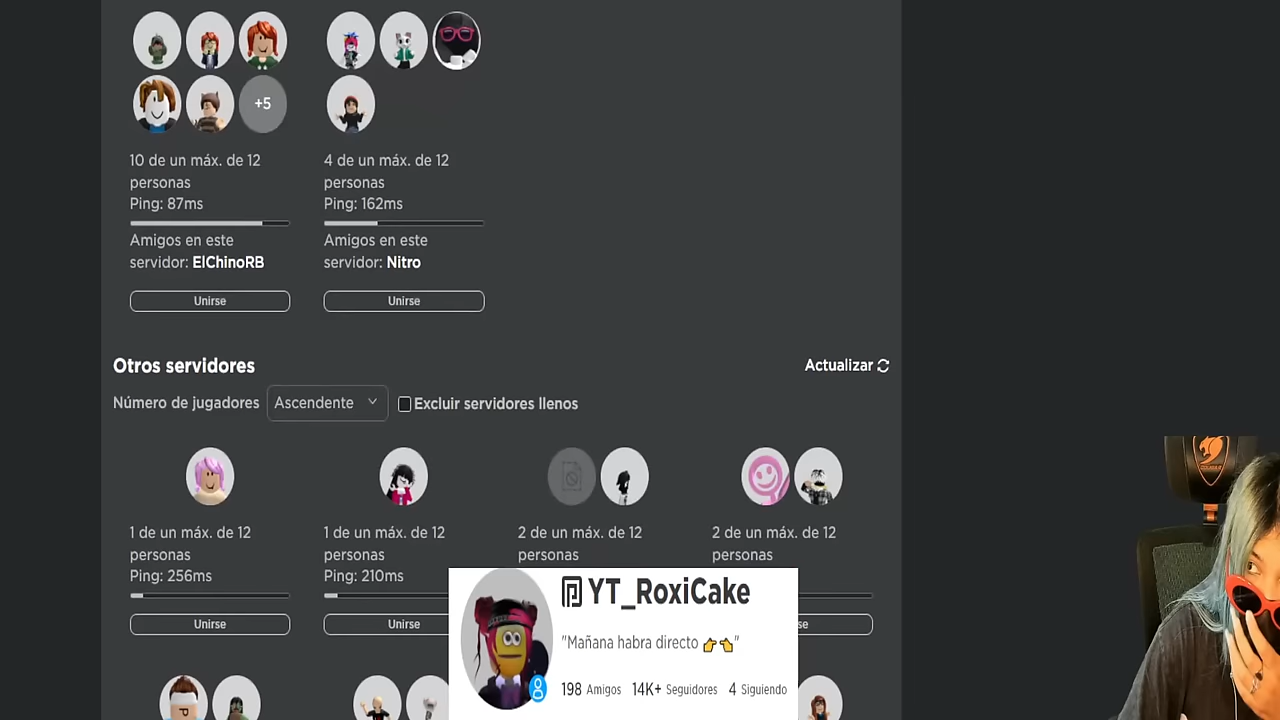 +5
10 de un máx. de 12
personas
Ping: 87ms
Amigos en este
servidor: ElChinoRB
Unirse
4 de un máx. de 12
personas
Ping: 162ms
Amigos en este
servidor: Nitro
Unirse
Otros servidores
Actualizar
Número de jugadores
Ascendente
Excluir servidores llenos
1 de un máx. de 12
personas
Ping: 256ms
Unirse
1 de un máx. de 12
personas
Ping: 210ms
Unirse
2 de un máx. de 12
personas
2 de un máx. de 12
personas
se
YT_RoxiCake
"Mañana habra directo 👉👈"
198 Amigos 14K+ Seguidores 4 Siguiendo
COUGAR